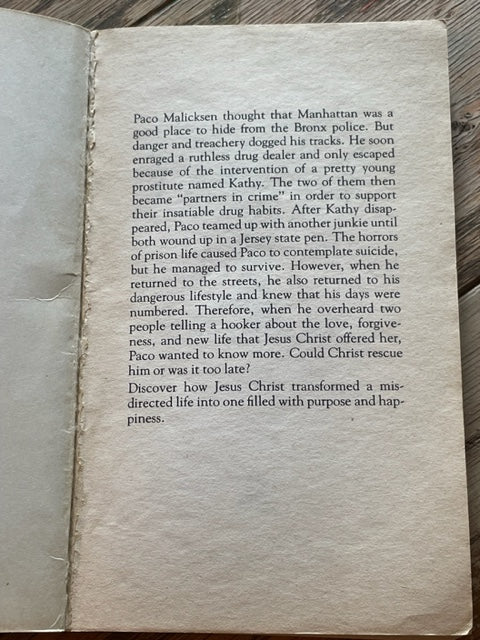 Paco Malicksen thought that Manhattan was a
good place to hide from the Bronx police. But
danger and treachery dogged his tracks. He soon
enraged a ruthless drug dealer and only escaped
because of the intervention of a pretty young
prostitute named Kathy. The two of them then
became "partners in crime" in order to support
their insatiable drug habits. After Kathy disap-
peared, Paco teamed up with another junkie until
both wound up in a Jersey state pen. The horrors
of prison life caused Paco to contemplate suicide,
but he managed to survive. However, when he
returned to the streets, he also returned to his
dangerous lifestyle and knew that his days were
numbered. Therefore, when he overheard two
people telling a hooker about the love, forgive-
ness, and new life that Jesus Christ offered her,
Paco wanted to know more. Could Christ rescue
him or was it too late?
Discover how Jesus Christ transformed a mis-
directed life into one filled with purpose and hap-
piness.